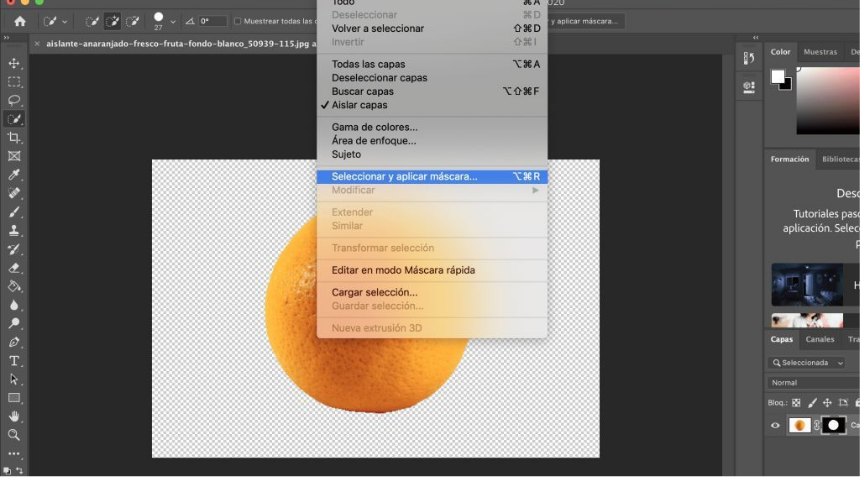 Todo ⌘A
2020
Deseleccionar ⌘D
Volver a seleccionar ⇧⌘D
Invertir ⇧⌘I
Todas las capas ⌥⌘A
Deseleccionar capas
Buscar capas ⌥⇧⌘F
✓ Aislar capas
Gama de colores...
Área de enfoque...
Sujeto
Seleccionar y aplicar máscara... ⌥⌘R
Modificar ▶
Extender
Similar
Transformar selección
Editar en modo Máscara rápida
Cargar selección...
Guardar selección...
Nueva extrusión 3D
27
0°
Muestrear todas las
r y aplicar máscara...
× aislante-anaranjado-fresco-fruta-fondo-blanco_50939-115.jpg a
Color Muestras De
Formación Bibliotecas
Desc
Tutoriales paso
aplicación. Selec
H
Capas Canales Tra
Seleccionada
Normal
Bloq.:
Ca